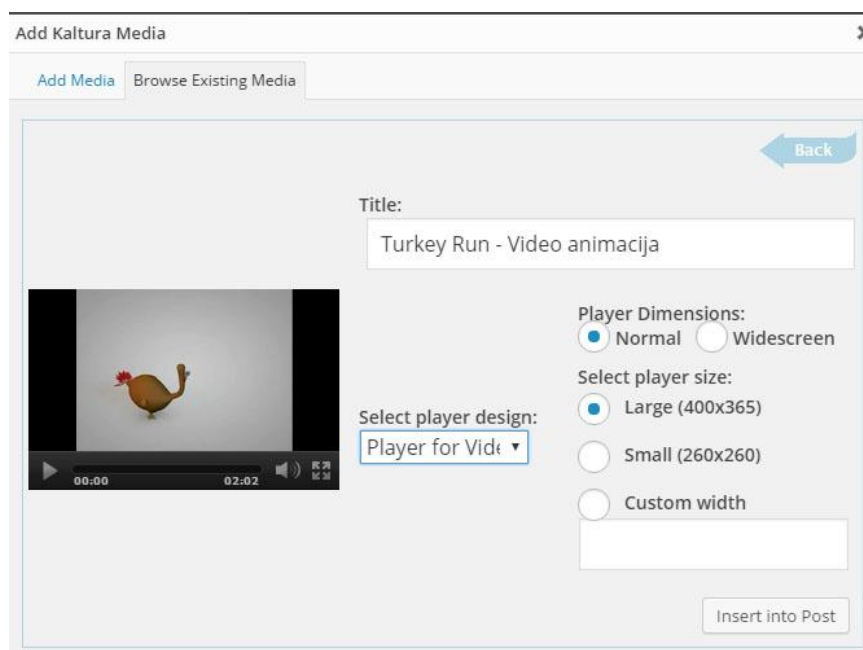 Add Kaltura Media
Add Media
Browse Existing Media
Back
Title:
Turkey Run - Video animacija
Player Dimensions:
Normal
Widescreen
Select player size:
Large (400x365)
Select player design:
Player for
Small (260x260)
00:00
02:02
Custom width
Insert into Post